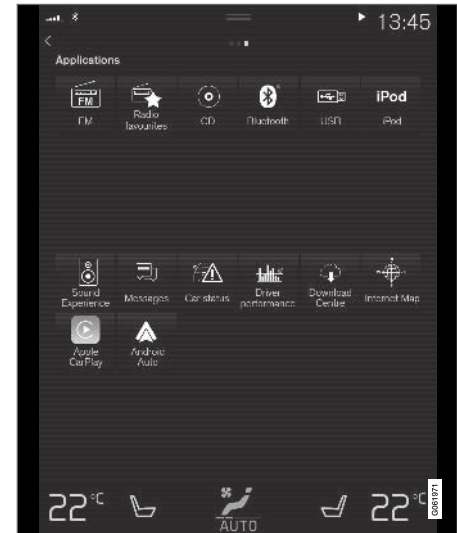 13:45
Applications
FM
iPod
FM
Radio
favourites
CD
Bluetooth
USB
iPod
Sound
Experience
Messages
Car status
Driver
performance
Download
Centre
Internet Map
Apple
CarPlay
Android
Auto
22°C
22°C
AUTO
G061971